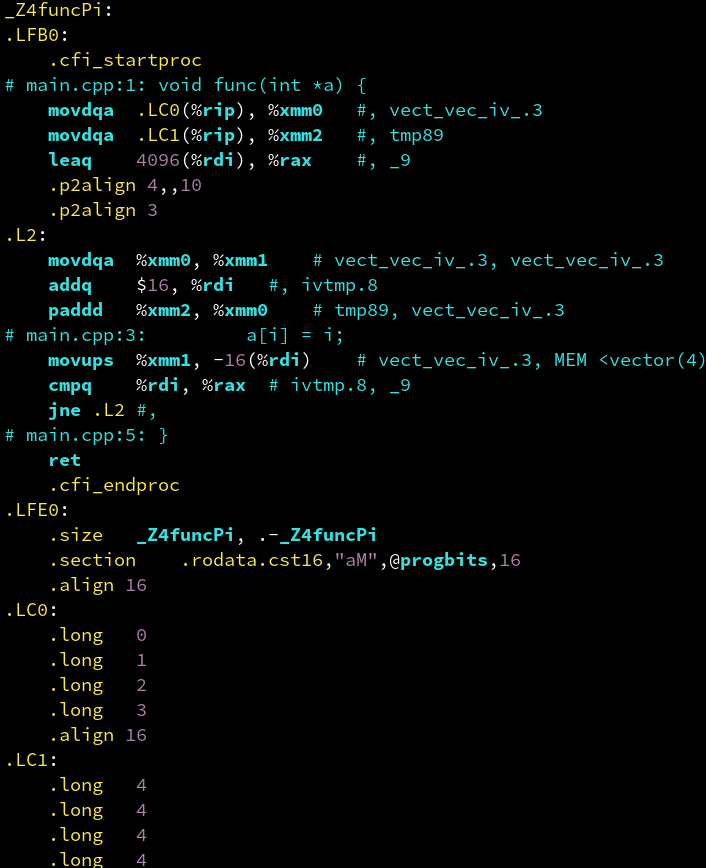 _Z4funcPi:
.LFB0:
    .cfi_startproc
# main.cpp:1: void func(int *a) {
    movdqa  .LC0(%rip), %xmm0   #, vect_vec_iv_.3
    movdqa  .LC1(%rip), %xmm2   #, tmp89
    leaq    4096(%rdi), %rax    #, _9
    .p2align 4,,10
    .p2align 3
.L2:
    movdqa  %xmm0, %xmm1    # vect_vec_iv_.3, vect_vec_iv_.3
    addq    $16, %rdi   #, ivtmp.8
    paddd   %xmm2, %xmm0    # tmp89, vect_vec_iv_.3
# main.cpp:3:         a[i] = i;
    movups  %xmm1, -16(%rdi)    # vect_vec_iv_.3, MEM <vector(4)
    cmpq    %rdi, %rax  # ivtmp.8, _9
    jne .L2 #,
# main.cpp:5: }
    ret
    .cfi_endproc
.LFE0:
    .size   _Z4funcPi, .-_Z4funcPi
    .section    .rodata.cst16,"aM",@progbits,16
    .align 16
.LC0:
    .long   0
    .long   1
    .long   2
    .long   3
    .align 16
.LC1:
    .long   4
    .long   4
    .long   4
    .long   4